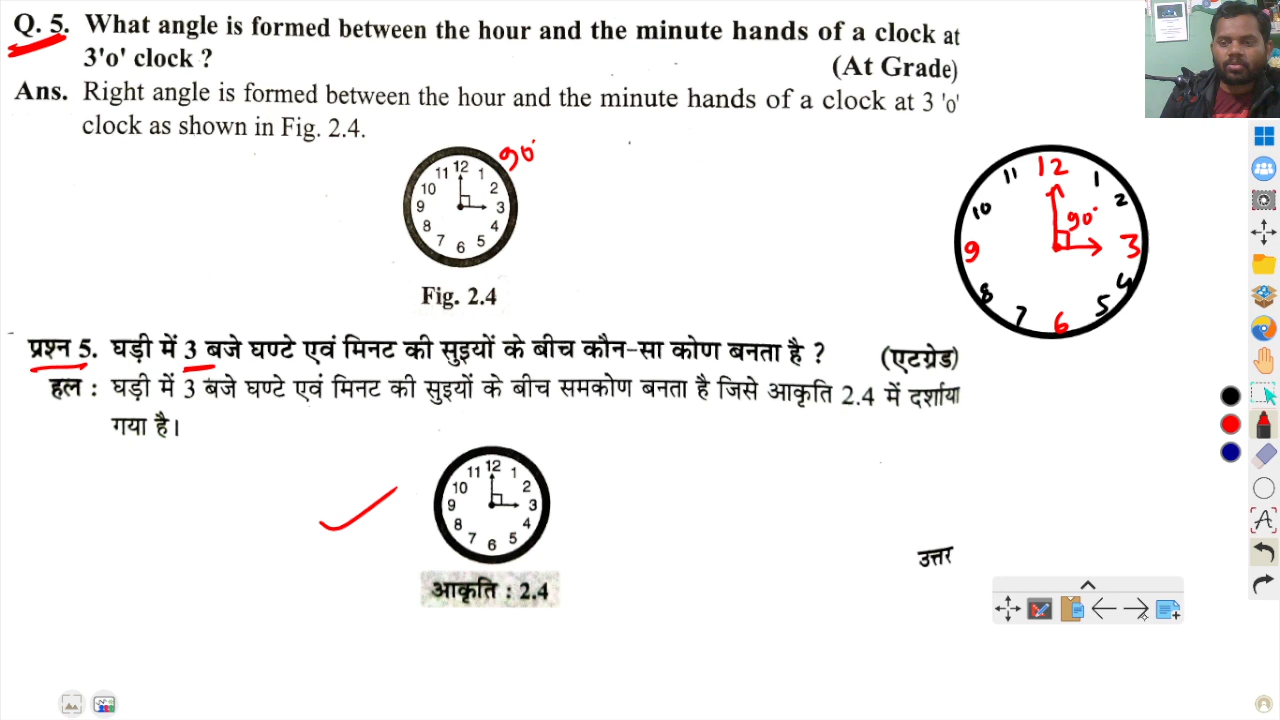 Q. 5. What angle is formed between the hour and the minute hands of a clock at
3'o' clock ?
(At Grade)
Ans. Right angle is formed between the hour and the minute hands of a clock at 3 'o'
clock as shown in Fig. 2.4.
90°
11 12 1
10 2
9 3
8 4
7 6 5
Fig. 2.4
11 12 1
10 2
90°
9 3
8 4
7 6 5
प्रश्न 5. घड़ी में 3 बजे घण्टे एवं मिनट की सुइयों के बीच कौन-सा कोण बनता है ? (एटग्रेड)
हल : घड़ी में 3 बजे घण्टे एवं मिनट की सुइयों के बीच समकोण बनता है जिसे आकृति 2.4 में दर्शाया
गया है।
11 12 1
10 2
9 3
8 4
7 6 5
उत्तर
आकृति : 2.4